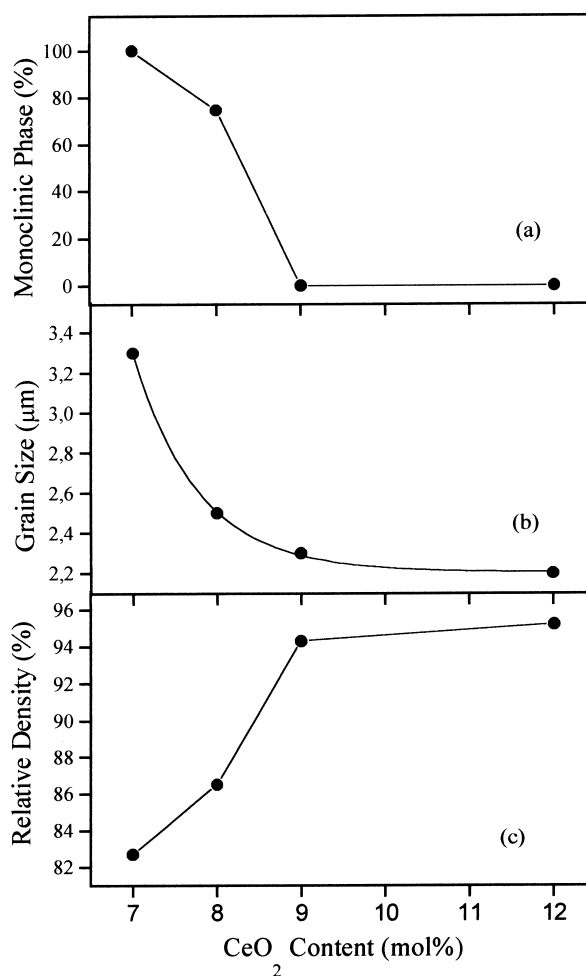 Monoclinic Phase (%)
100
80
60
40
20
0
(a)
Grain Size (μm)
3,4
3,2
3,0
2,8
2,6
2,4
2,2
(b)
Relative Density (%)
96
94
92
90
88
86
84
82
(c)
7 8 9 10 11 12
CeO2 Content (mol%)